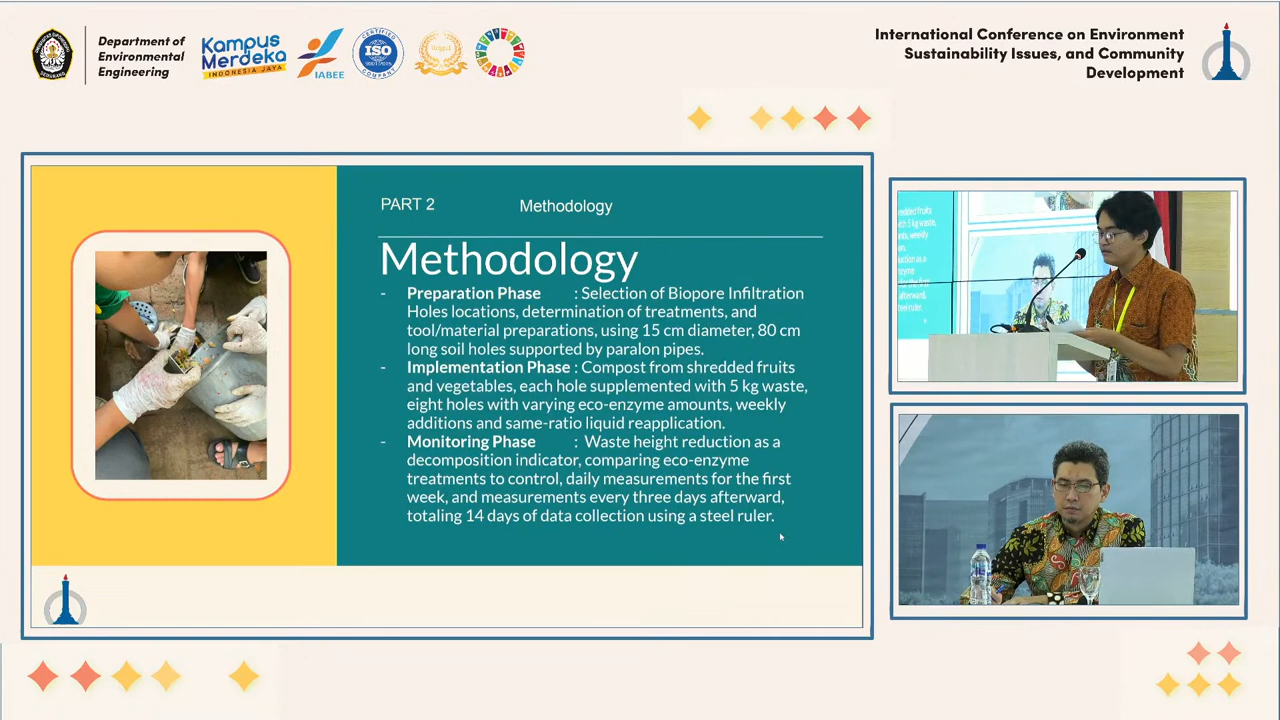 Department of
Environmental
Engineering
Kampus
Merdeka
INDONESIA JAYA
IABEE
CERTIFIED
ISO
COMPANY
International Conference on Environment
Sustainability Issues, and Community
Development
PART 2 Methodology
Methodology
- Preparation Phase : Selection of Biopore Infiltration
Holes locations, determination of treatments, and
tool/material preparations, using 15 cm diameter, 80 cm
long soil holes supported by paralon pipes.
- Implementation Phase : Compost from shredded fruits
and vegetables, each hole supplemented with 5 kg waste,
eight holes with varying eco-enzyme amounts, weekly
additions and same-ratio liquid reapplication.
- Monitoring Phase : Waste height reduction as a
decomposition indicator, comparing eco-enzyme
treatments to control, daily measurements for the first
week, and measurements every three days afterward,
totaling 14 days of data collection using a steel ruler.